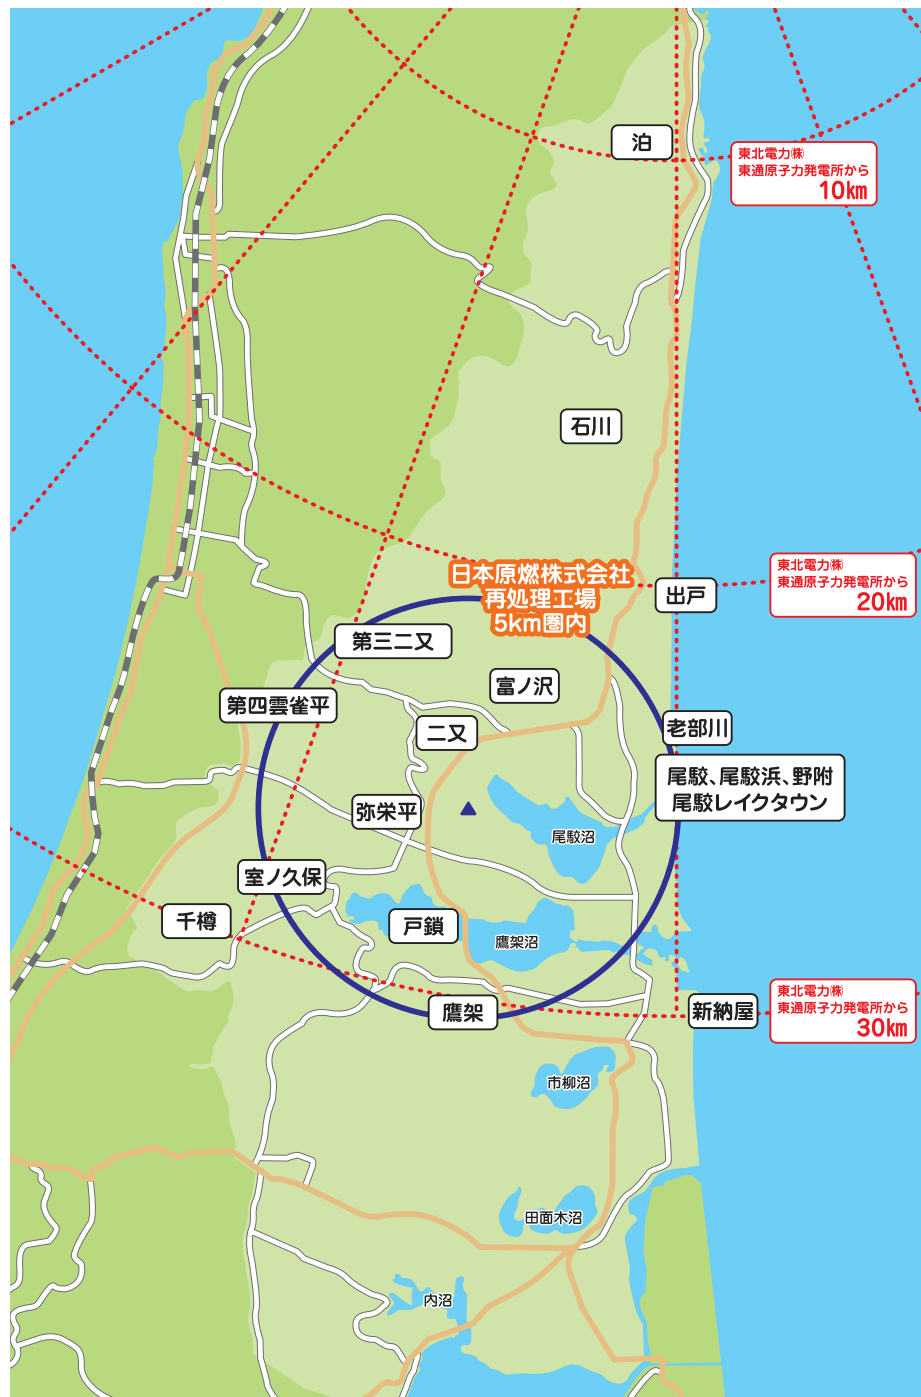 泊
東北電力㈱
東通原子力発電所から
10km
石川
日本原燃株式会社
再処理工場
5km圏内
東北電力㈱
東通原子力発電所から
20km
出戸
第三二又
富ノ沢
第四雲雀平
二又
老部川
尾駮、尾駮浜、野附
尾駮レイクタウン
弥栄平
尾駮沼
室ノ久保
千樽
戸鎖
鷹架沼
鷹架
新納屋
東北電力㈱
東通原子力発電所から
30km
市柳沼
田面木沼
内沼